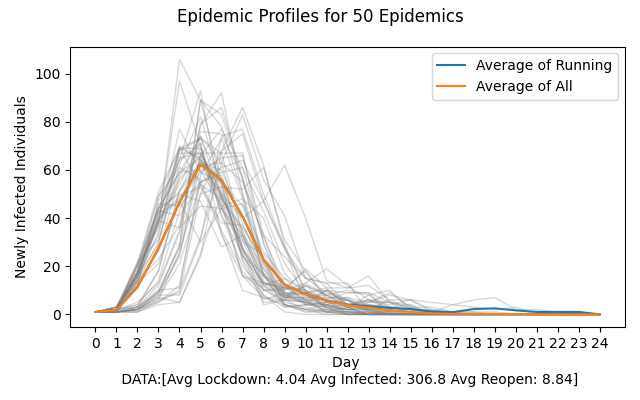 Epidemic Profiles for 50 Epidemics
Newly Infected Individuals
100
80
60
40
20
0
Average of Running
Average of All
0 1 2 3 4 5 6 7 8 9 10 11 12 13 14 15 16 17 18 19 20 21 22 23 24
Day
DATA:[Avg Lockdown: 4.04 Avg Infected: 306.8 Avg Reopen: 8.84]